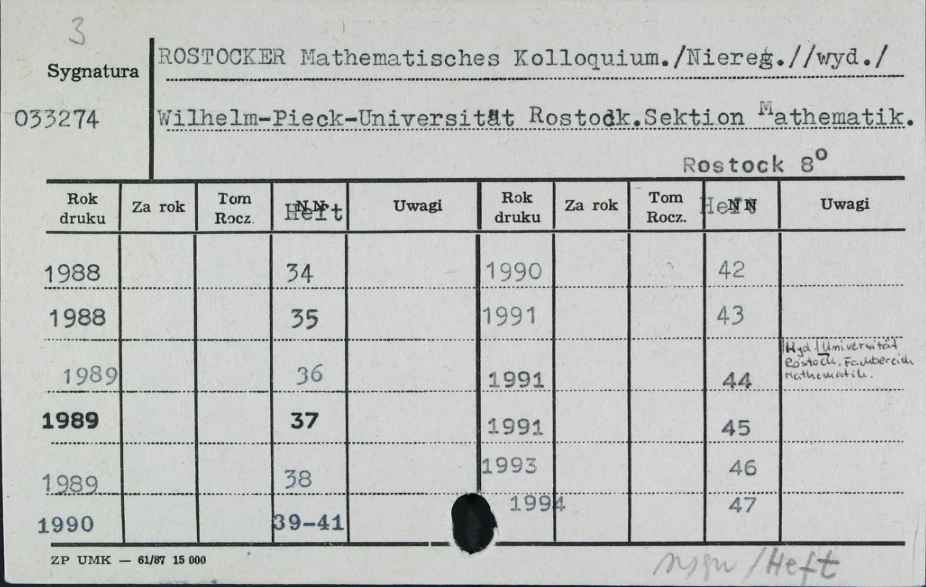 3
Sygnatura
033274
ROSTOCKER Mathematisches Kolloquium./Niereg.//wyd./
Wilhelm-Pieck-Universität Rostock.Sektion Mathematik.
Rostock 8°
Rok druku Za rok Tom Rocz. Heft Uwagi Rok druku Za rok Tom Rocz. Heft Uwagi
1988 34 1990 42
1988 35 1991 43
1989 36 1991 44 Wyd./Universität Rostock. Fachbereich Mathematik.
1989 37 1991 45
1989 38 1993 46
1990 39-41 1994 47
ZP UMK — 61/87 15 000
/Heft